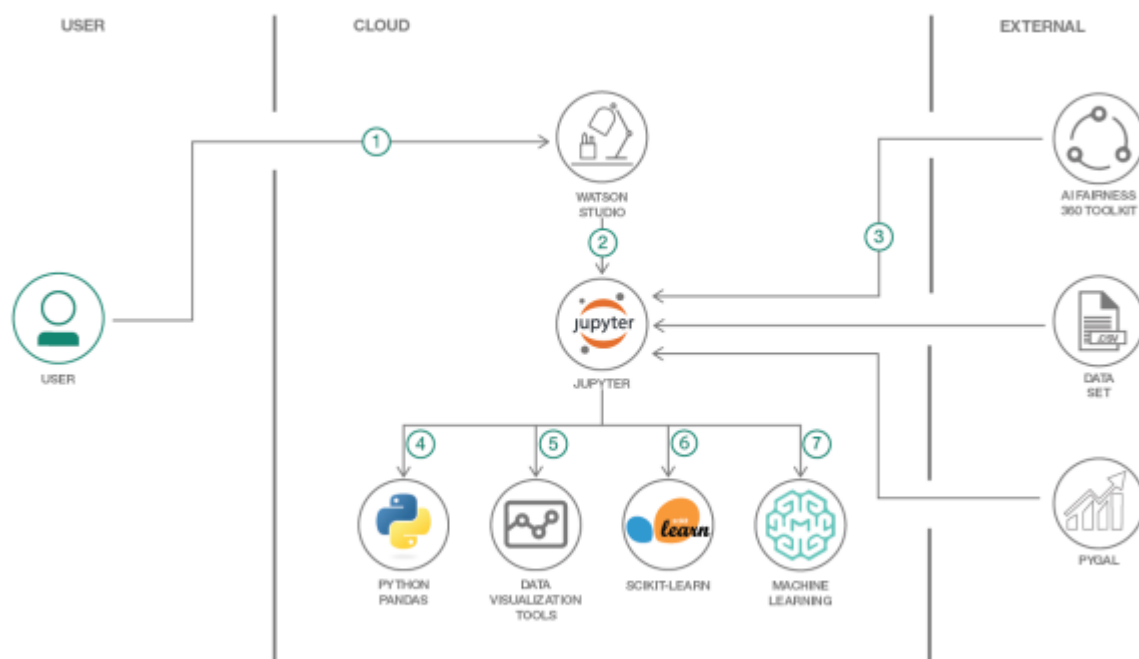 USER
CLOUD
EXTERNAL
1
WATSON
STUDIO
AI FAIRNESS
360 TOOLKIT
2
3
jupyter
JUPYTER
USER
.CSV
DATA
SET
4
5
6
7
learn
PYTHON
PANDAS
DATA
VISUALIZATION
TOOLS
SCIKIT-LEARN
MACHINE
LEARNING
PYGAL